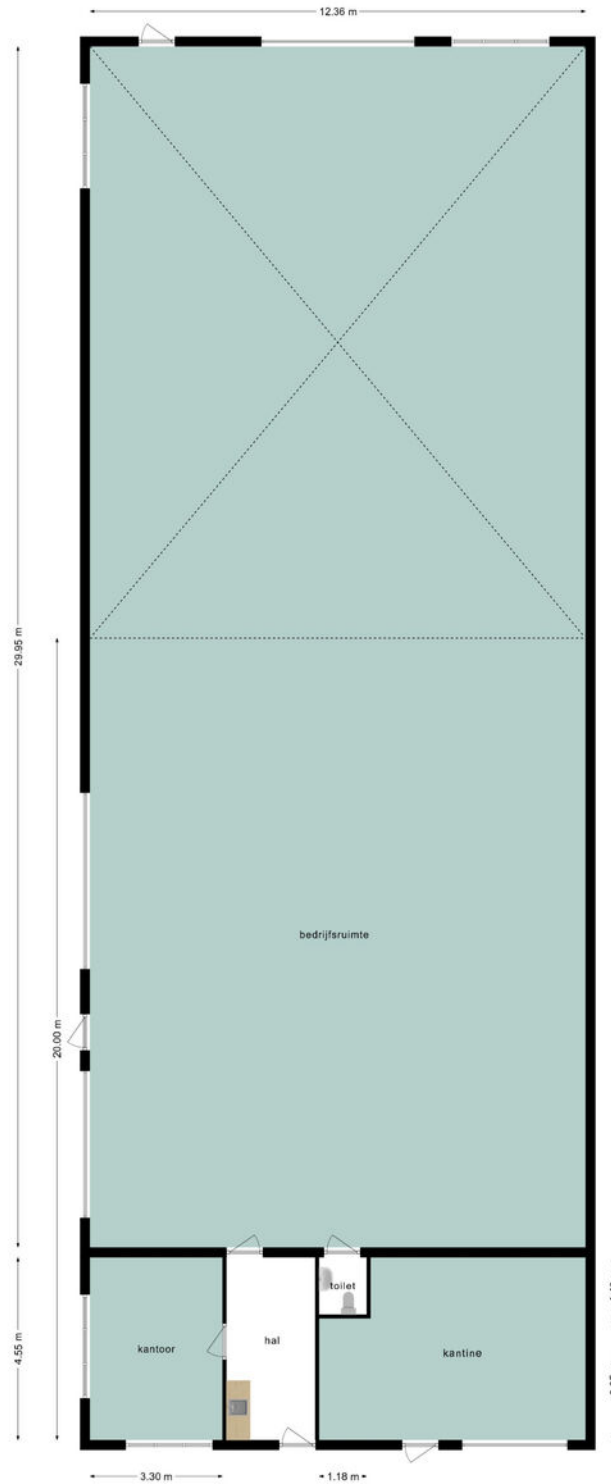 12.36 m
29.95 m
20.00 m
bedrijfsruimte
toilet
kantoor
hal
kantine
4.55 m
3.30 m
1.18 m